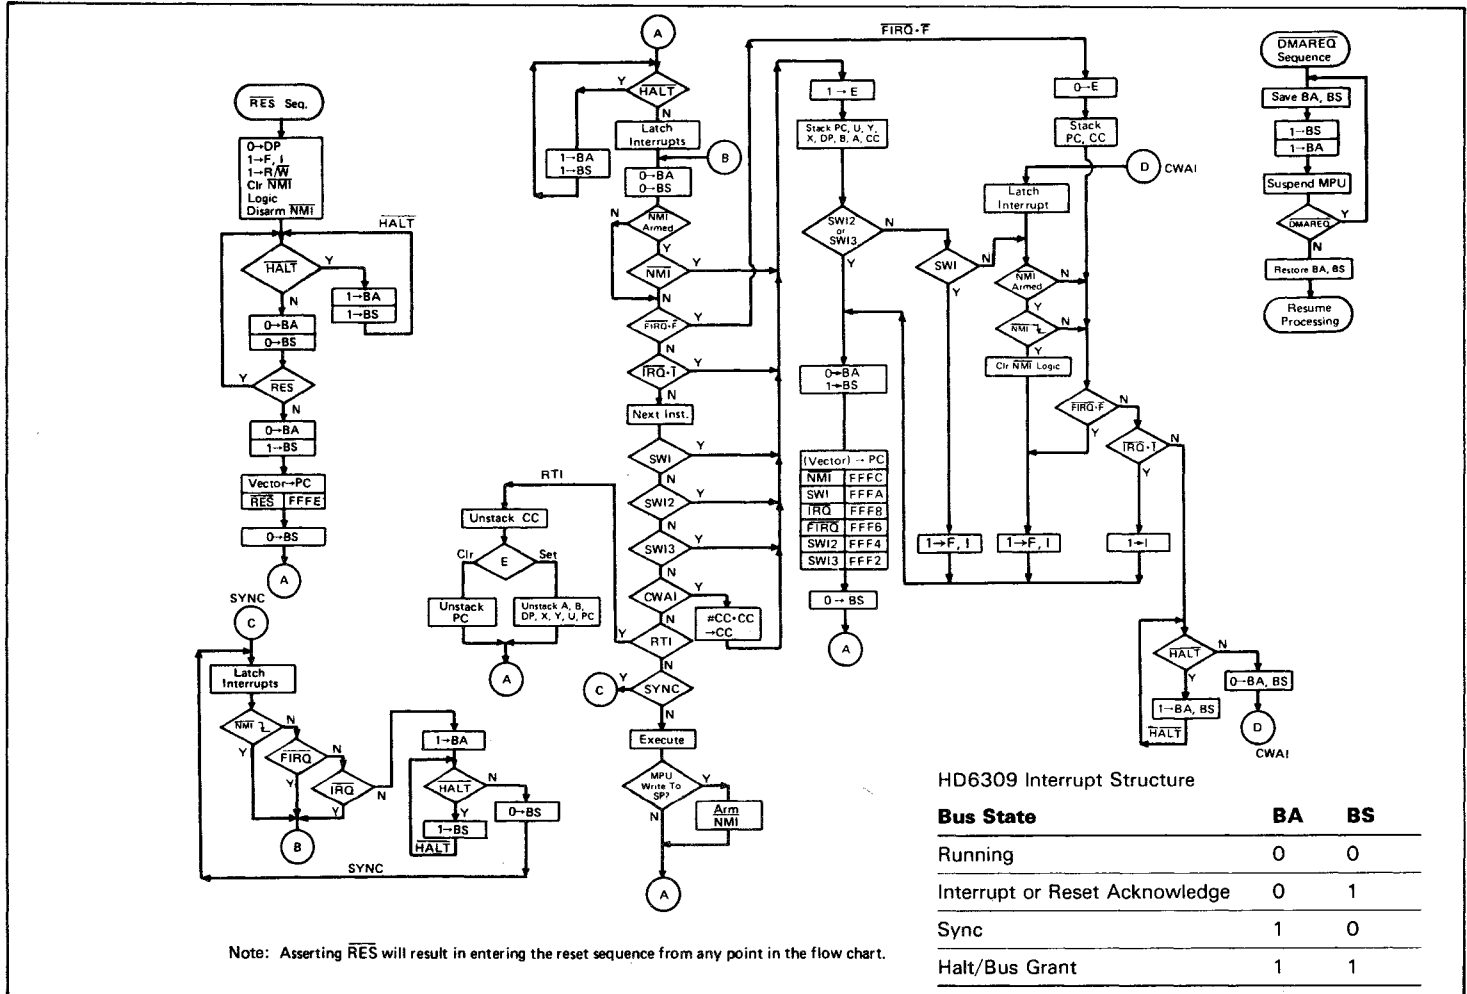 RES Seq.
0→DP
1→F, I
1→R/W
Clr NMI
Logic
Disarm NMI
HALT
HALT
Y
N
1→BA
1→BS
0→BA
0→BS
RES
Y
N
0→BA
1→BS
Vector→PC
RES FFFE
0→BS
A
SYNC
C
Latch
Interrupts
NMI
N
Y
FIRQ
N
Y
IRQ
N
Y
B
1→BA
HALT
N
Y
1→BS
HALT
0→BS
SYNC
A
HALT
Y
N
1→BA
1→BS
Latch
Interrupts
B
0→BA
0→BS
NMI
Armed
N
Y
NMI
Y
N
FIRQ·F
Y
N
IRQ·I
Y
N
Next Inst.
SWI
Y
N
SWI2
Y
N
SWI3
Y
N
CWAI
Y
N
#CC·CC
→CC
RTI
Y
N
SYNC
Y
C
N
Execute
MPU
Write To
SP?
Y
N
Arm
NMI
A
RTI
Unstack CC
E
Clr
Set
Unstack
PC
Unstack A, B,
DP, X, Y, U, PC
A
FIRQ·F
1→E
Stack PC, U, Y,
X, DP, B, A, CC
SWI2
or
SWI3
N
Y
0→BA
1→BS
(Vector)→PC
NMI FFFC
SWI FFFA
IRQ FFF8
FIRQ FFF6
SWI2 FFF4
SWI3 FFF2
0→BS
A
0→E
Stack
PC, CC
D
CWAI
Latch
Interrupt
SWI
N
Y
NMI
Armed
N
Y
NMI
N
Y
Clr NMI Logic
FIRQ·F
N
Y
IRQ·I
N
Y
1→F, I
1→F, I
1→I
HALT
N
Y
1→BA, BS
HALT
0→BA, BS
D
CWAI
DMAREQ
Sequence
Save BA, BS
1→BS
1→BA
Suspend MPU
DMAREQ
Y
N
Restore BA, BS
Resume
Processing
HD6309 Interrupt Structure
Bus State BA BS
Running 0 0
Interrupt or Reset Acknowledge 0 1
Sync 1 0
Halt/Bus Grant 1 1
Note: Asserting RES will result in entering the reset sequence from any point in the flow chart.